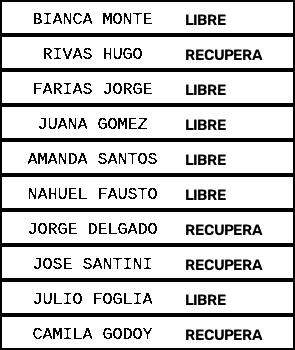 BIANCA MONTE LIBRE
RIVAS HUGO RECUPERA
FARIAS JORGE LIBRE
JUANA GOMEZ LIBRE
AMANDA SANTOS LIBRE
NAHUEL FAUSTO LIBRE
JORGE DELGADO RECUPERA
JOSE SANTINI RECUPERA
JULIO FOGLIA LIBRE
CAMILA GODOY RECUPERA